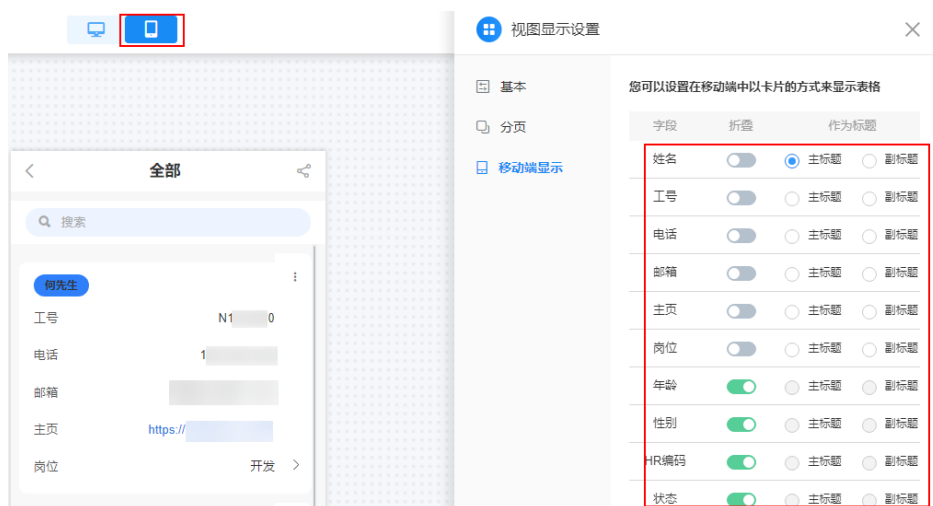 视图显示设置
基本
分页
移动端显示
您可以设置在移动端中以卡片的方式来显示表格
字段 折叠 作为标题
姓名 主标题 副标题
工号 主标题 副标题
电话 主标题 副标题
邮箱 主标题 副标题
主页 主标题 副标题
岗位 主标题 副标题
年龄 主标题 副标题
性别 主标题 副标题
HR编码 主标题 副标题
状态 主标题 副标题
全部
搜索
何先生
工号 N1 0
电话 1
邮箱
主页 https://
岗位 开发